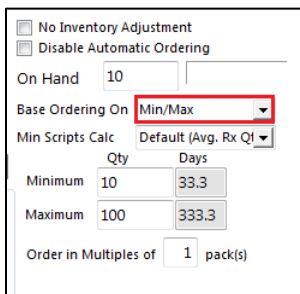 No Inventory Adjustment
Disable Automatic Ordering
On Hand 10
Base Ordering On Min/Max
Min Scripts Calc Default (Avg. Rx Qt
Qty Days
Minimum 10 33.3
Maximum 100 333.3
Order in Multiples of 1 pack(s)